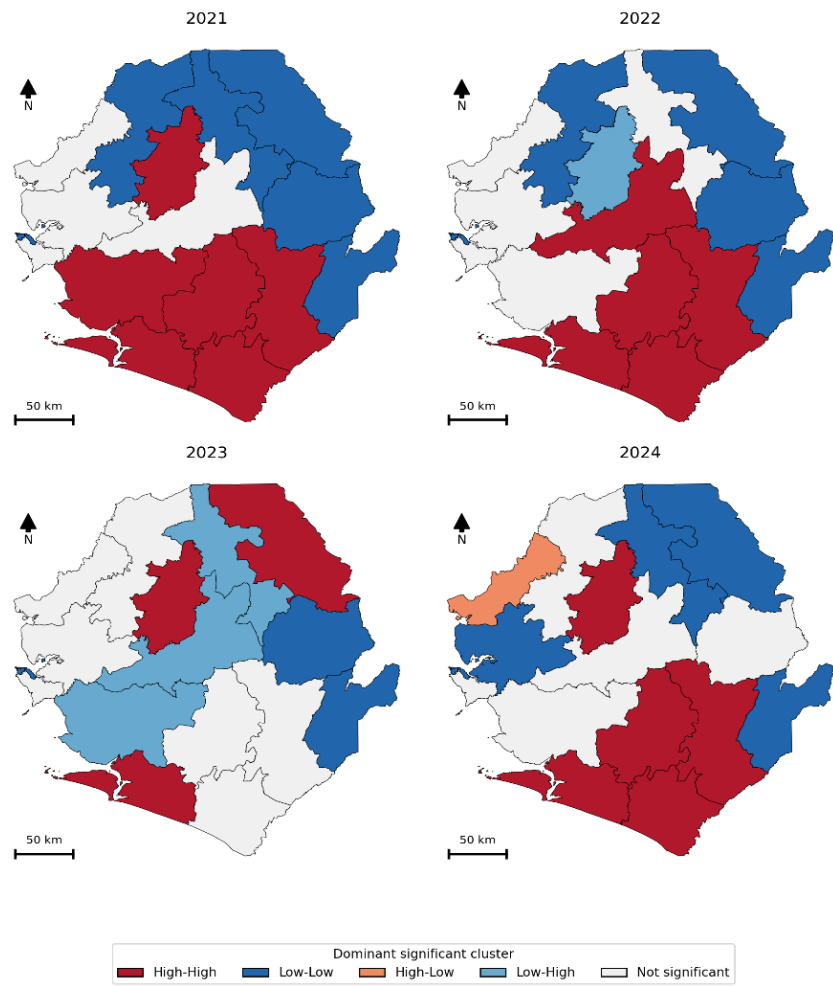 2021
2022
N
N
50 km
50 km
2023
2024
N
N
50 km
50 km
Dominant significant cluster
High-High
Low-Low
High-Low
Low-High
Not significant